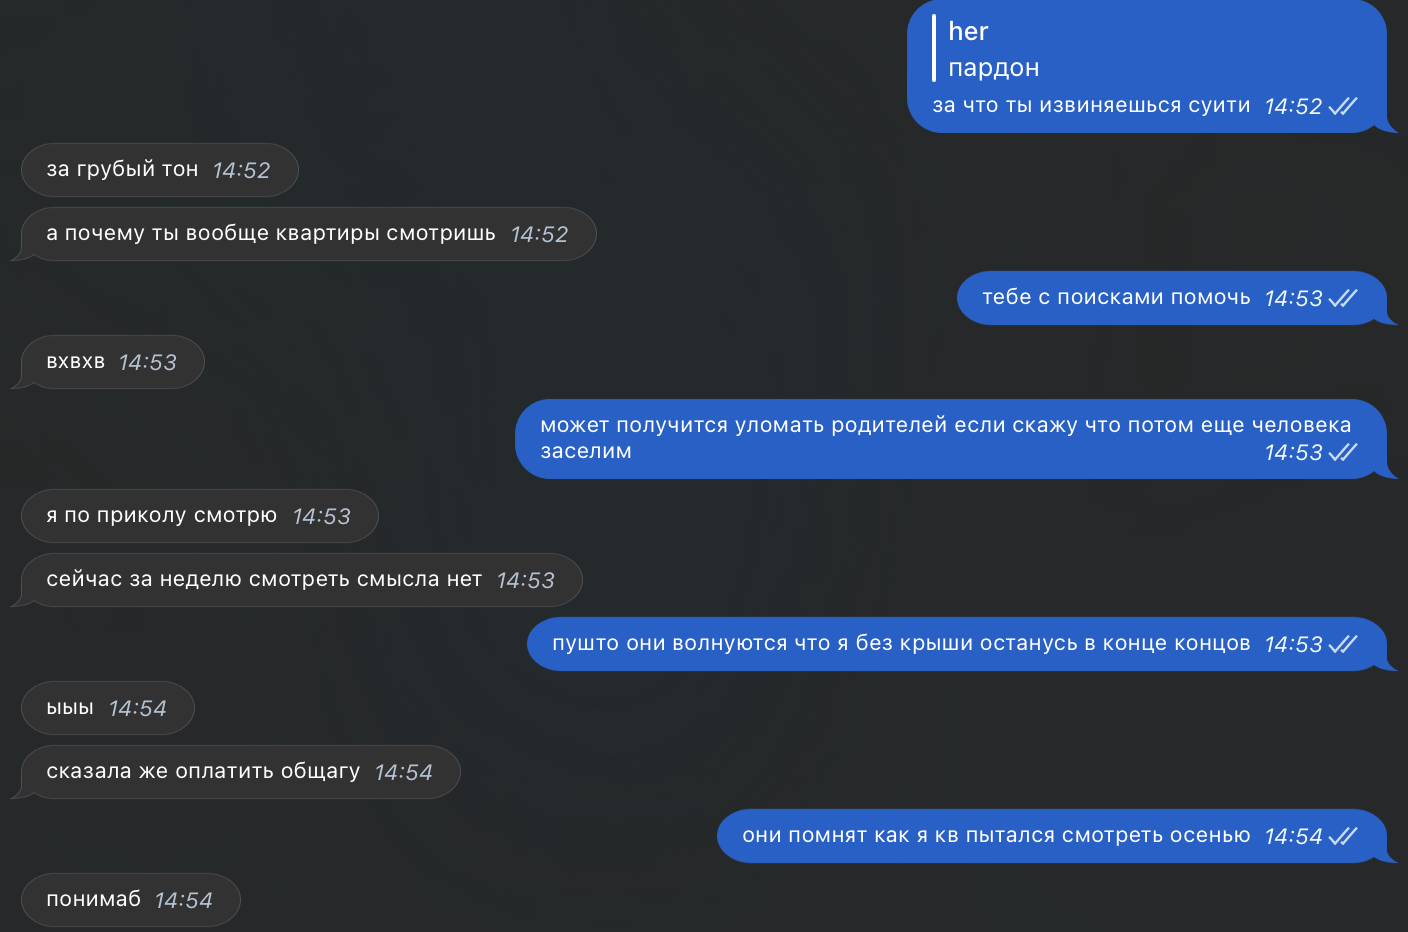 her
пардон
за что ты извиняешься суити 14:52
за грубый тон 14:52
а почему ты вообще квартиры смотришь 14:52
тебе с поисками помочь 14:53
вхвхв 14:53
может получится уломать родителей если скажу что потом еще человека
заселим 14:53
я по приколу смотрю 14:53
сейчас за неделю смотреть смысла нет 14:53
пушто они волнуются что я без крыши останусь в конце концов 14:53
ыыы 14:54
сказала же оплатить общагу 14:54
они помнят как я кв пытался смотреть осенью 14:54
понимаб 14:54